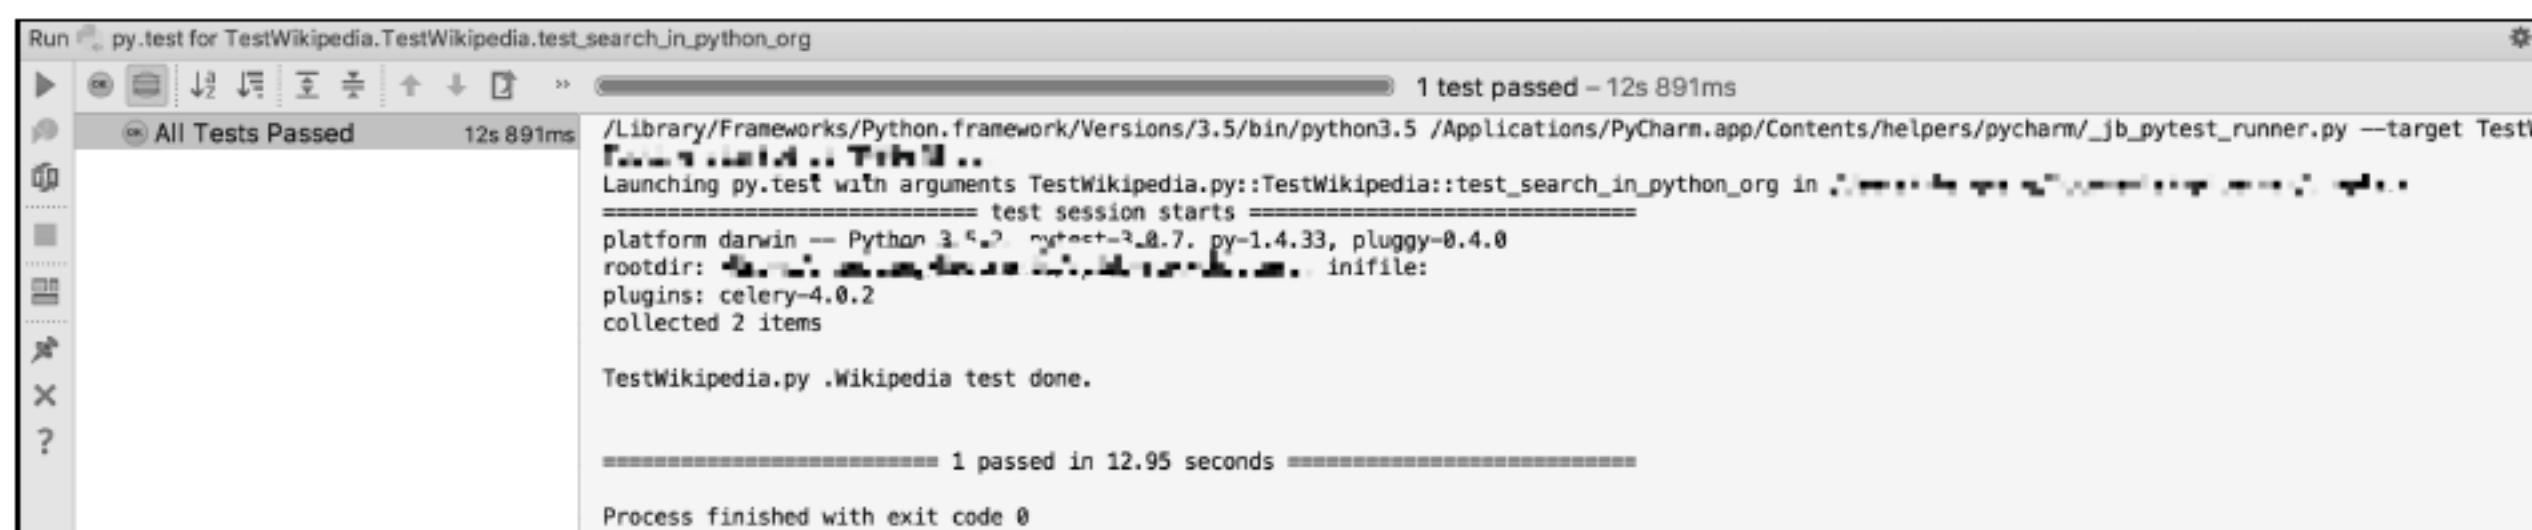 Run py.test for TestWikipedia.TestWikipedia.test_search_in_python_org
1 test passed – 12s 891ms
All Tests Passed 12s 891ms
/Library/Frameworks/Python.framework/Versions/3.5/bin/python3.5 /Applications/PyCharm.app/Contents/helpers/pycharm/_jb_pytest_runner.py --target
Launching py.test with arguments TestWikipedia.py::TestWikipedia::test_search_in_python_org in
============================= test session starts ==============================
platform darwin -- Python py-1.4.33, pluggy-0.4.0
rootdir: inifile:
plugins: celery-4.0.2
collected 2 items
TestWikipedia.py .Wikipedia test done.
========================== 1 passed in 12.95 seconds ===========================
Process finished with exit code 0